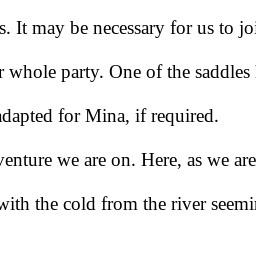 s. It may be necessary for us to joi
whole party. One of the saddles
adapted for Mina, if required.
venture we are on. Here, as we are
with the cold from the river seemi